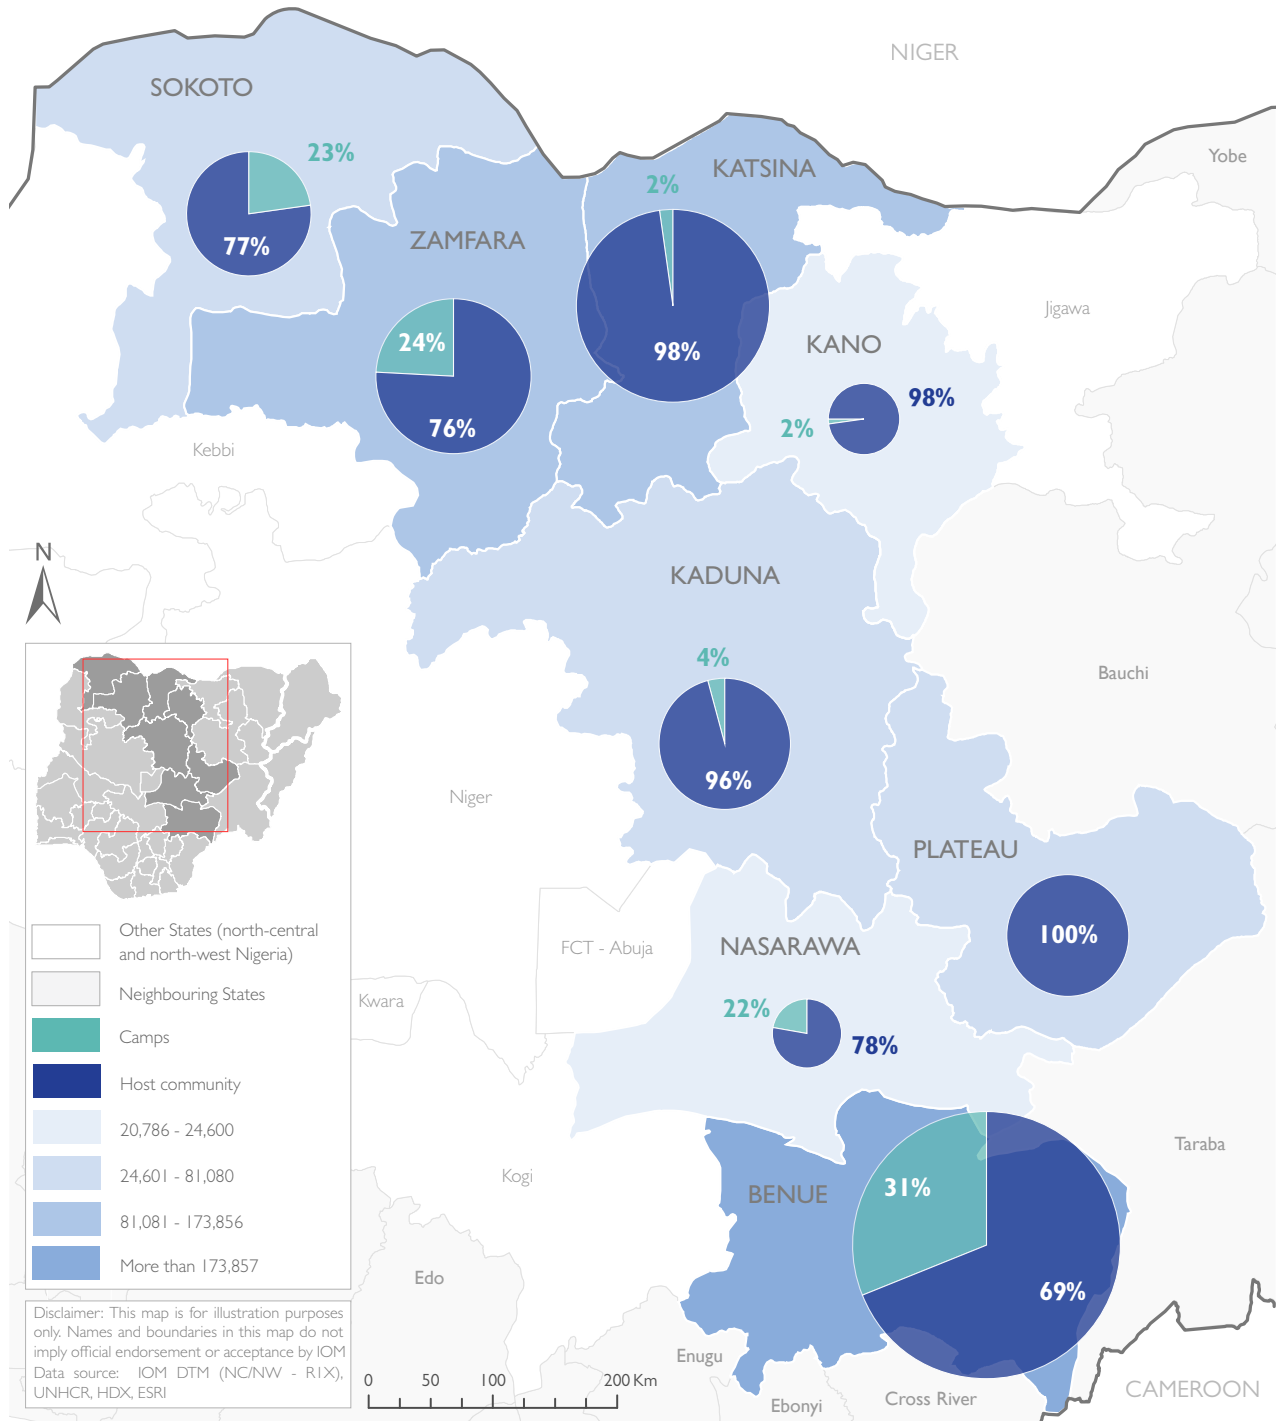 NIGER
SOKOTO
Yobe
23%
KATSINA
2%
77%
ZAMFARA
Jigawa
24%
98%
KANO
98%
76%
2%
Kebbi
N
KADUNA
4%
Bauchi
96%
Niger
PLATEAU
100%
NASARAWA
FCT - Abuja
Kwara
22%
78%
Other States (north-central
and north-west Nigeria)
Neighbouring States
Camps
Host community
20,786 - 24,600
24,601 - 81,080
81,081 - 173,856
More than 173,857
Kogi
Taraba
BENUE
31%
69%
Edo
Enugu
Ebonyi
Cross River
CAMEROON
Disclaimer: This map is for illustration purposes
only. Names and boundaries in this map do not
imply official endorsement or acceptance by IOM
Data source: IOM DTM (NC/NW - R1X),
UNHCR, HDX, ESRI
0 50 100 200 Km